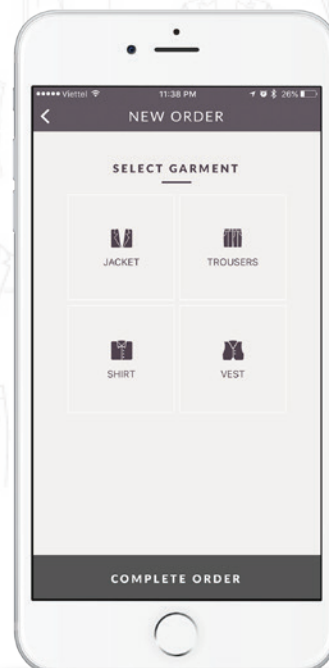 Viettel 11:38 PM 26%
NEW ORDER
SELECT GARMENT
JACKET TROUSERS
SHIRT VEST
COMPLETE ORDER